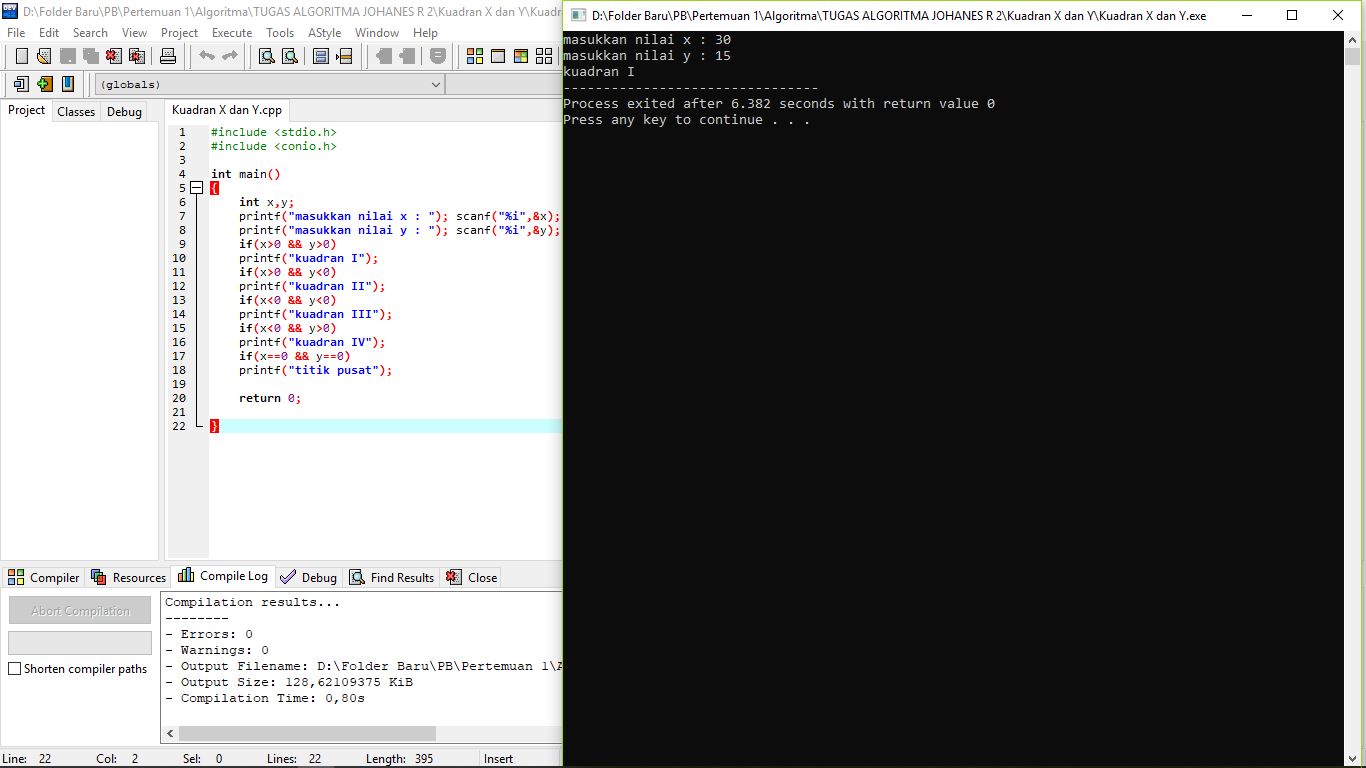 D:\Folder Baru\PB\Pertemuan 1\Algoritma\TUGAS ALGORITMA JOHANES R 2\Kuadran X dan Y\Kuadr
File Edit Search View Project Execute Tools AStyle Window Help
(globals)
Project Classes Debug
Kuadran X dan Y.cpp
1 #include <stdio.h>
2 #include <conio.h>
3
4 int main()
5 {
6 int x,y;
7 printf("masukkan nilai x : "); scanf("%i",&x);
8 printf("masukkan nilai y : "); scanf("%i",&y);
9 if(x>0 && y>0)
10 printf("kuadran I");
11 if(x>0 && y<0)
12 printf("kuadran II");
13 if(x<0 && y<0)
14 printf("kuadran III");
15 if(x<0 && y>0)
16 printf("kuadran IV");
17 if(x==0 && y==0)
18 printf("titik pusat");
19
20 return 0;
21
22 }
Compiler Resources Compile Log Debug Find Results Close
Abort Compilation
Shorten compiler paths
Compilation results...
--------
- Errors: 0
- Warnings: 0
- Output Filename: D:\Folder Baru\PB\Pertemuan 1\A
- Output Size: 128,62109375 KiB
- Compilation Time: 0,80s
Line: 22 Col: 2 Sel: 0 Lines: 22 Length: 395 Insert
D:\Folder Baru\PB\Pertemuan 1\Algoritma\TUGAS ALGORITMA JOHANES R 2\Kuadran X dan Y\Kuadran X dan Y.exe
masukkan nilai x : 30
masukkan nilai y : 15
kuadran I
--------------------------------
Process exited after 6.382 seconds with return value 0
Press any key to continue . . .